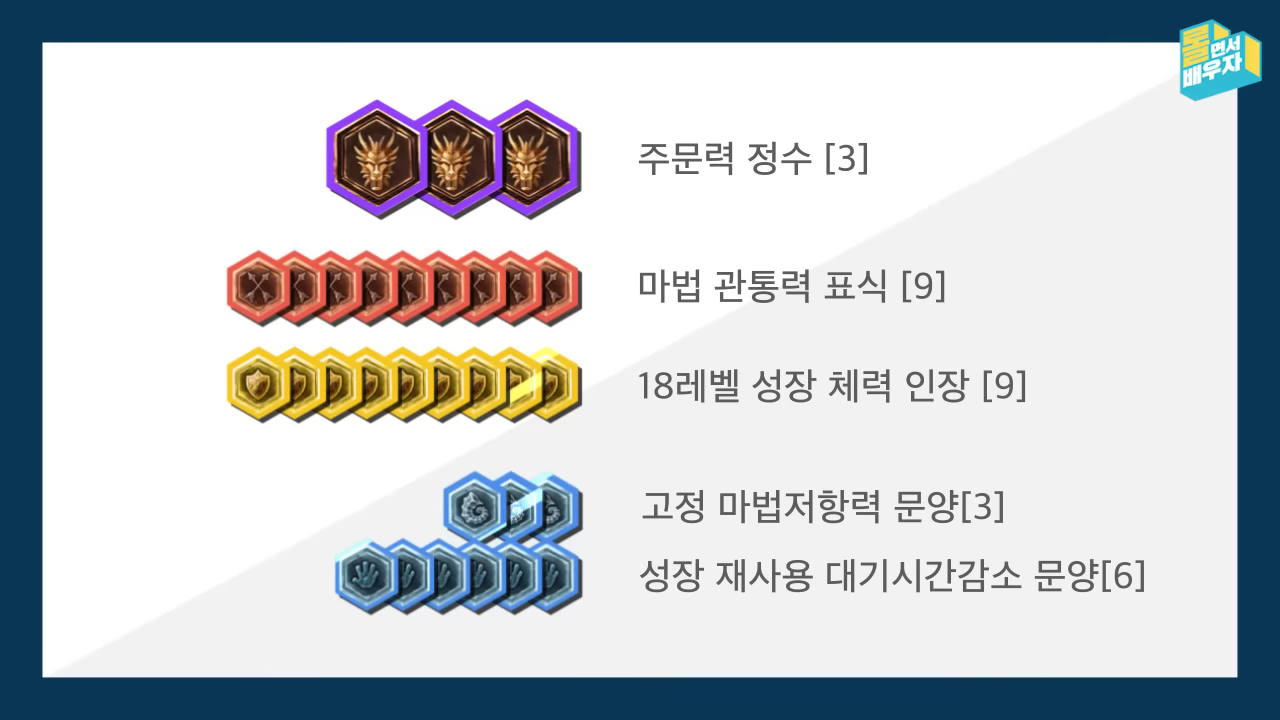 롤면서
배우자
주문력 정수 [3]
마법 관통력 표식 [9]
18레벨 성장 체력 인장 [9]
고정 마법저항력 문양[3]
성장 재사용 대기시간감소 문양[6]